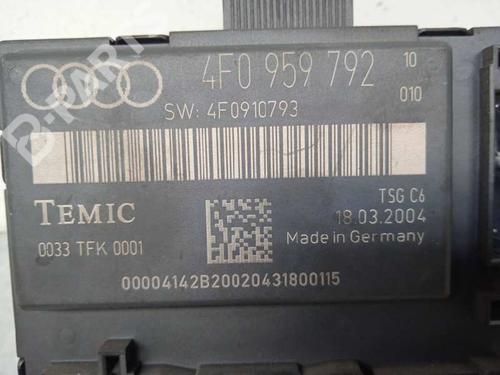 4F0 959 792 10
010
SW: 4F0910793
TEMIC
TSG C6
18.03.2004
0033 TFK 0001
Made in Germany
00004142B20020431800115
B-PARTS